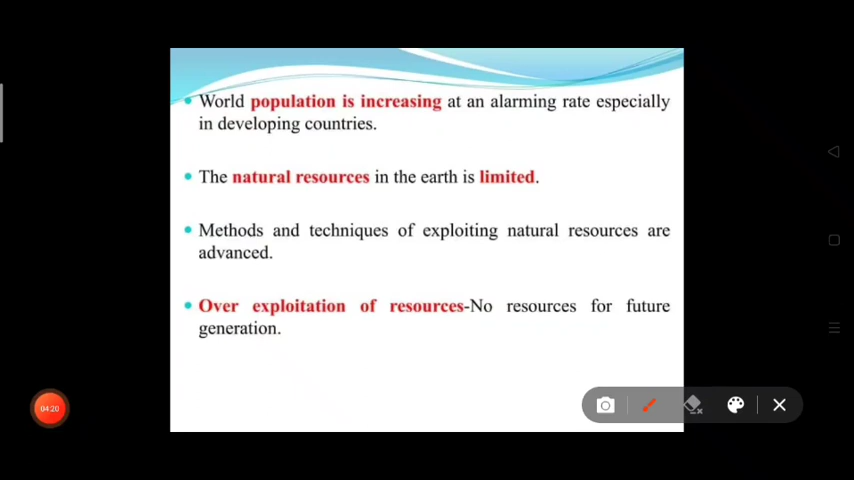 World population is increasing at an alarming rate especially
in developing countries.
The natural resources in the earth is limited.
Methods and techniques of exploiting natural resources are
advanced.
Over exploitation of resources-No resources for future
generation.
04:20